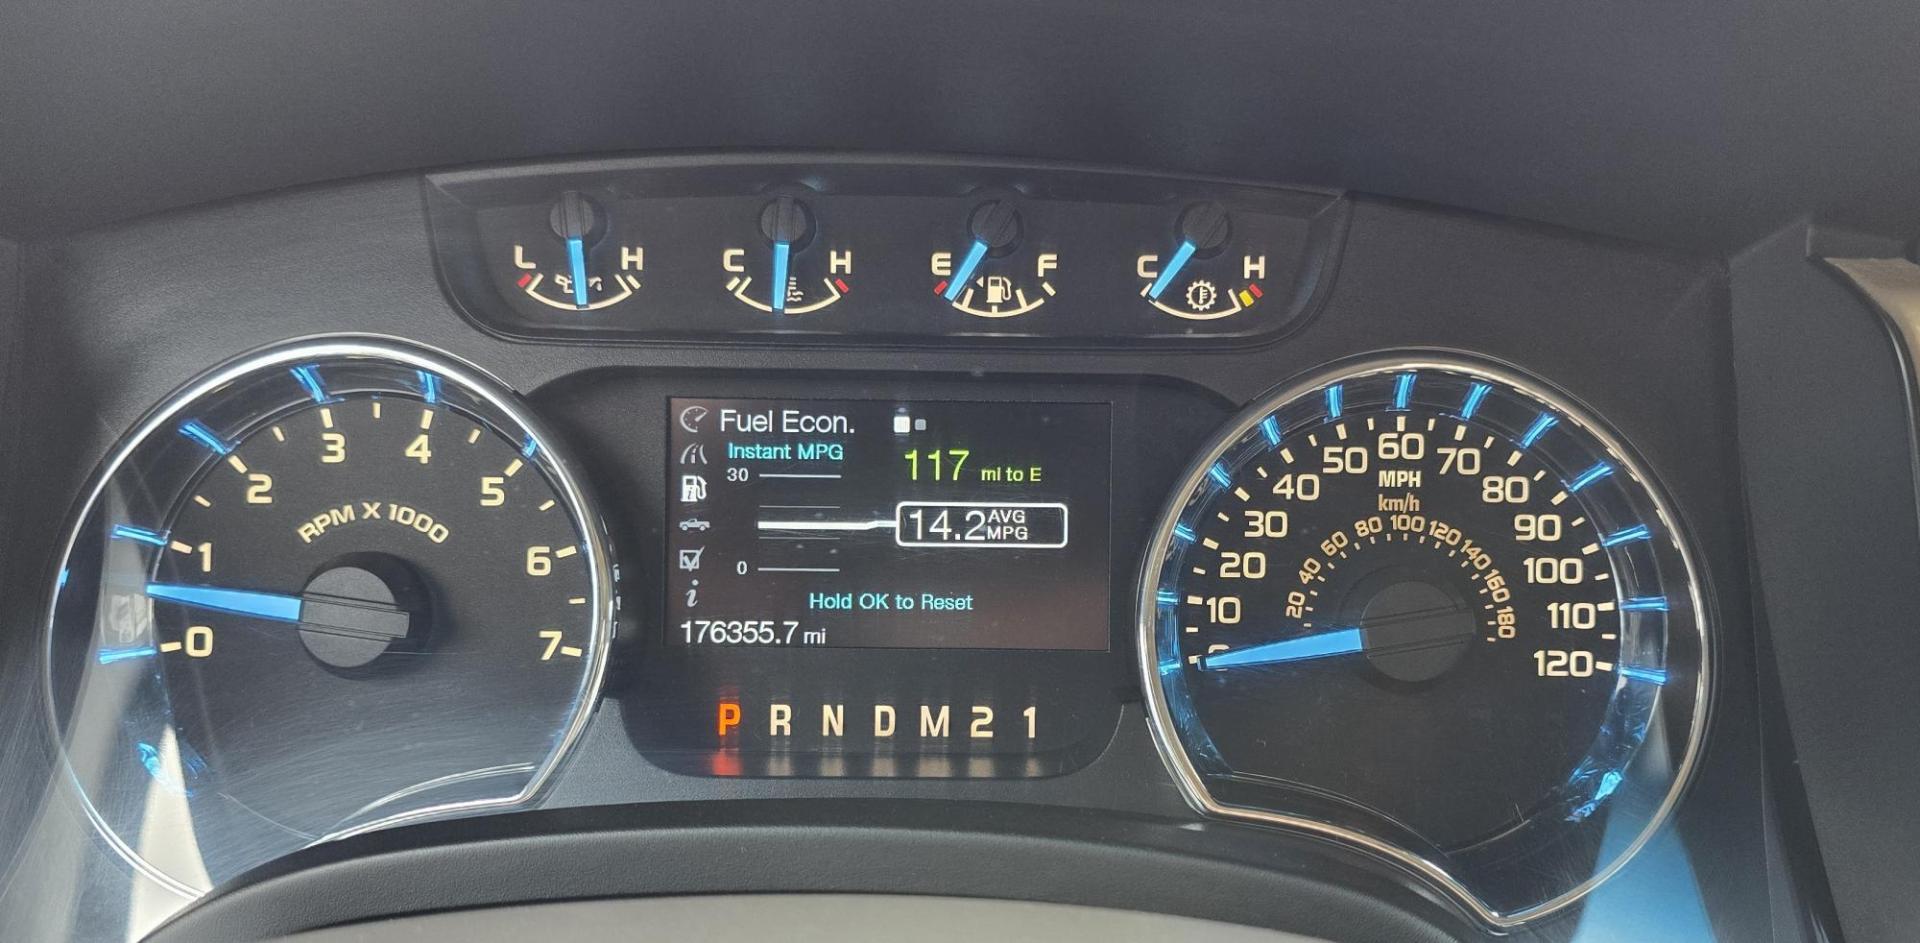 L H
C H
E F
C H
0 1 2 3 4 5 6 7
RPM X 1000
Fuel Econ.
Instant MPG
30
117 mi to E
14.2 AVG MPG
0
i
Hold OK to Reset
176355.7 mi
P R N D M 2 1
0 10 20 30 40 50 60 70 80 90 100 110 120
MPH
km/h
20 40 60 80 100 120 140 160 180